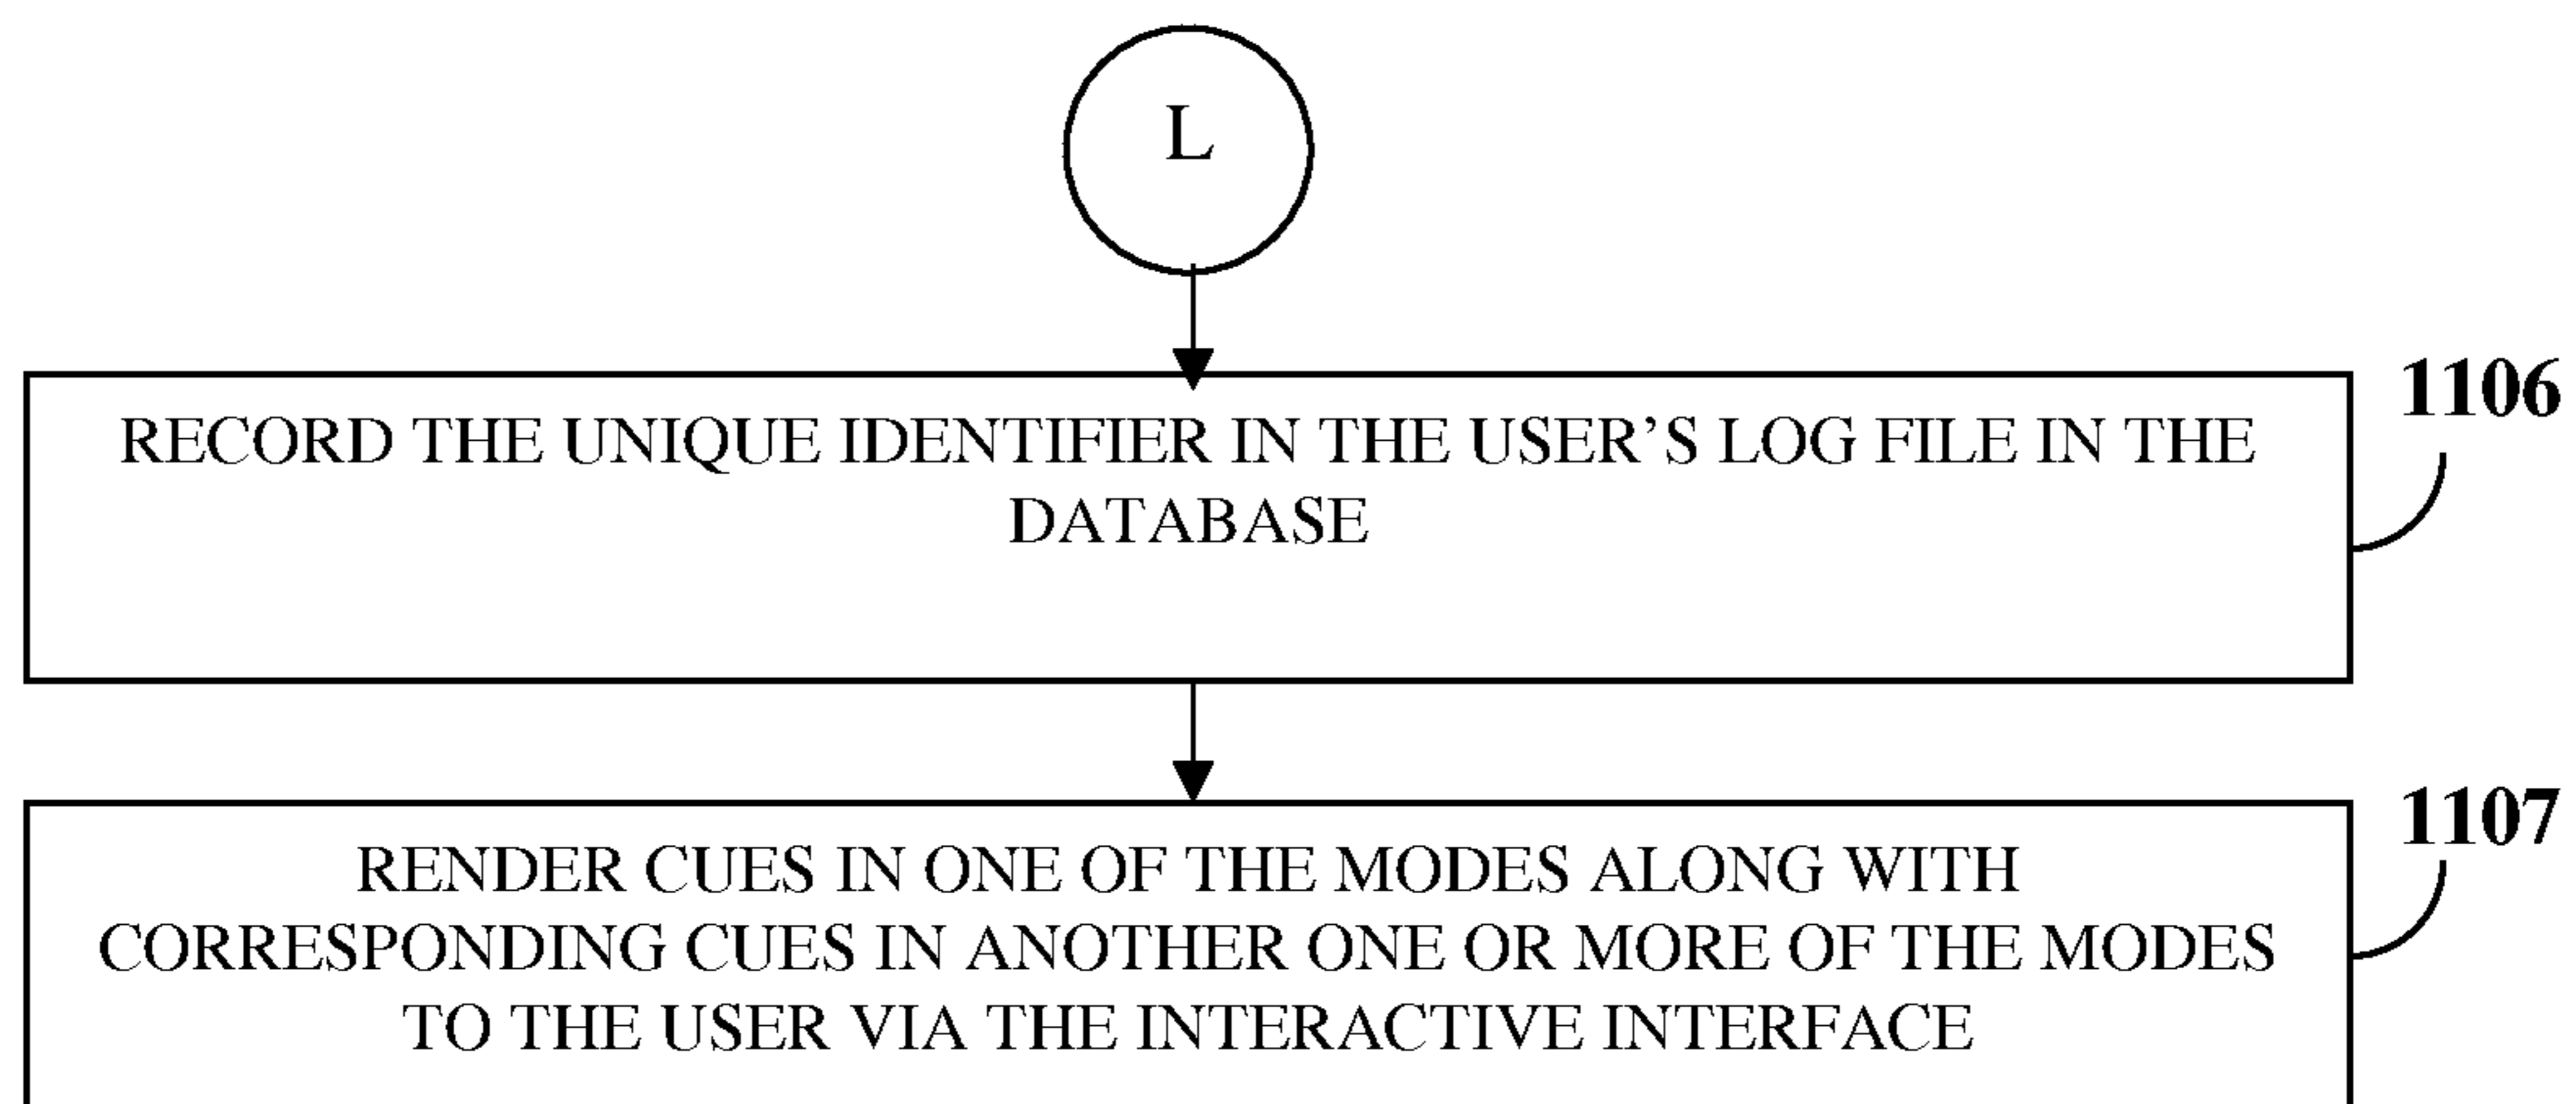 L
1106
RECORD THE UNIQUE IDENTIFIER IN THE USER’S LOG FILE IN THE
DATABASE
1107
RENDER CUES IN ONE OF THE MODES ALONG WITH
CORRESPONDING CUES IN ANOTHER ONE OR MORE OF THE MODES
TO THE USER VIA THE INTERACTIVE INTERFACE